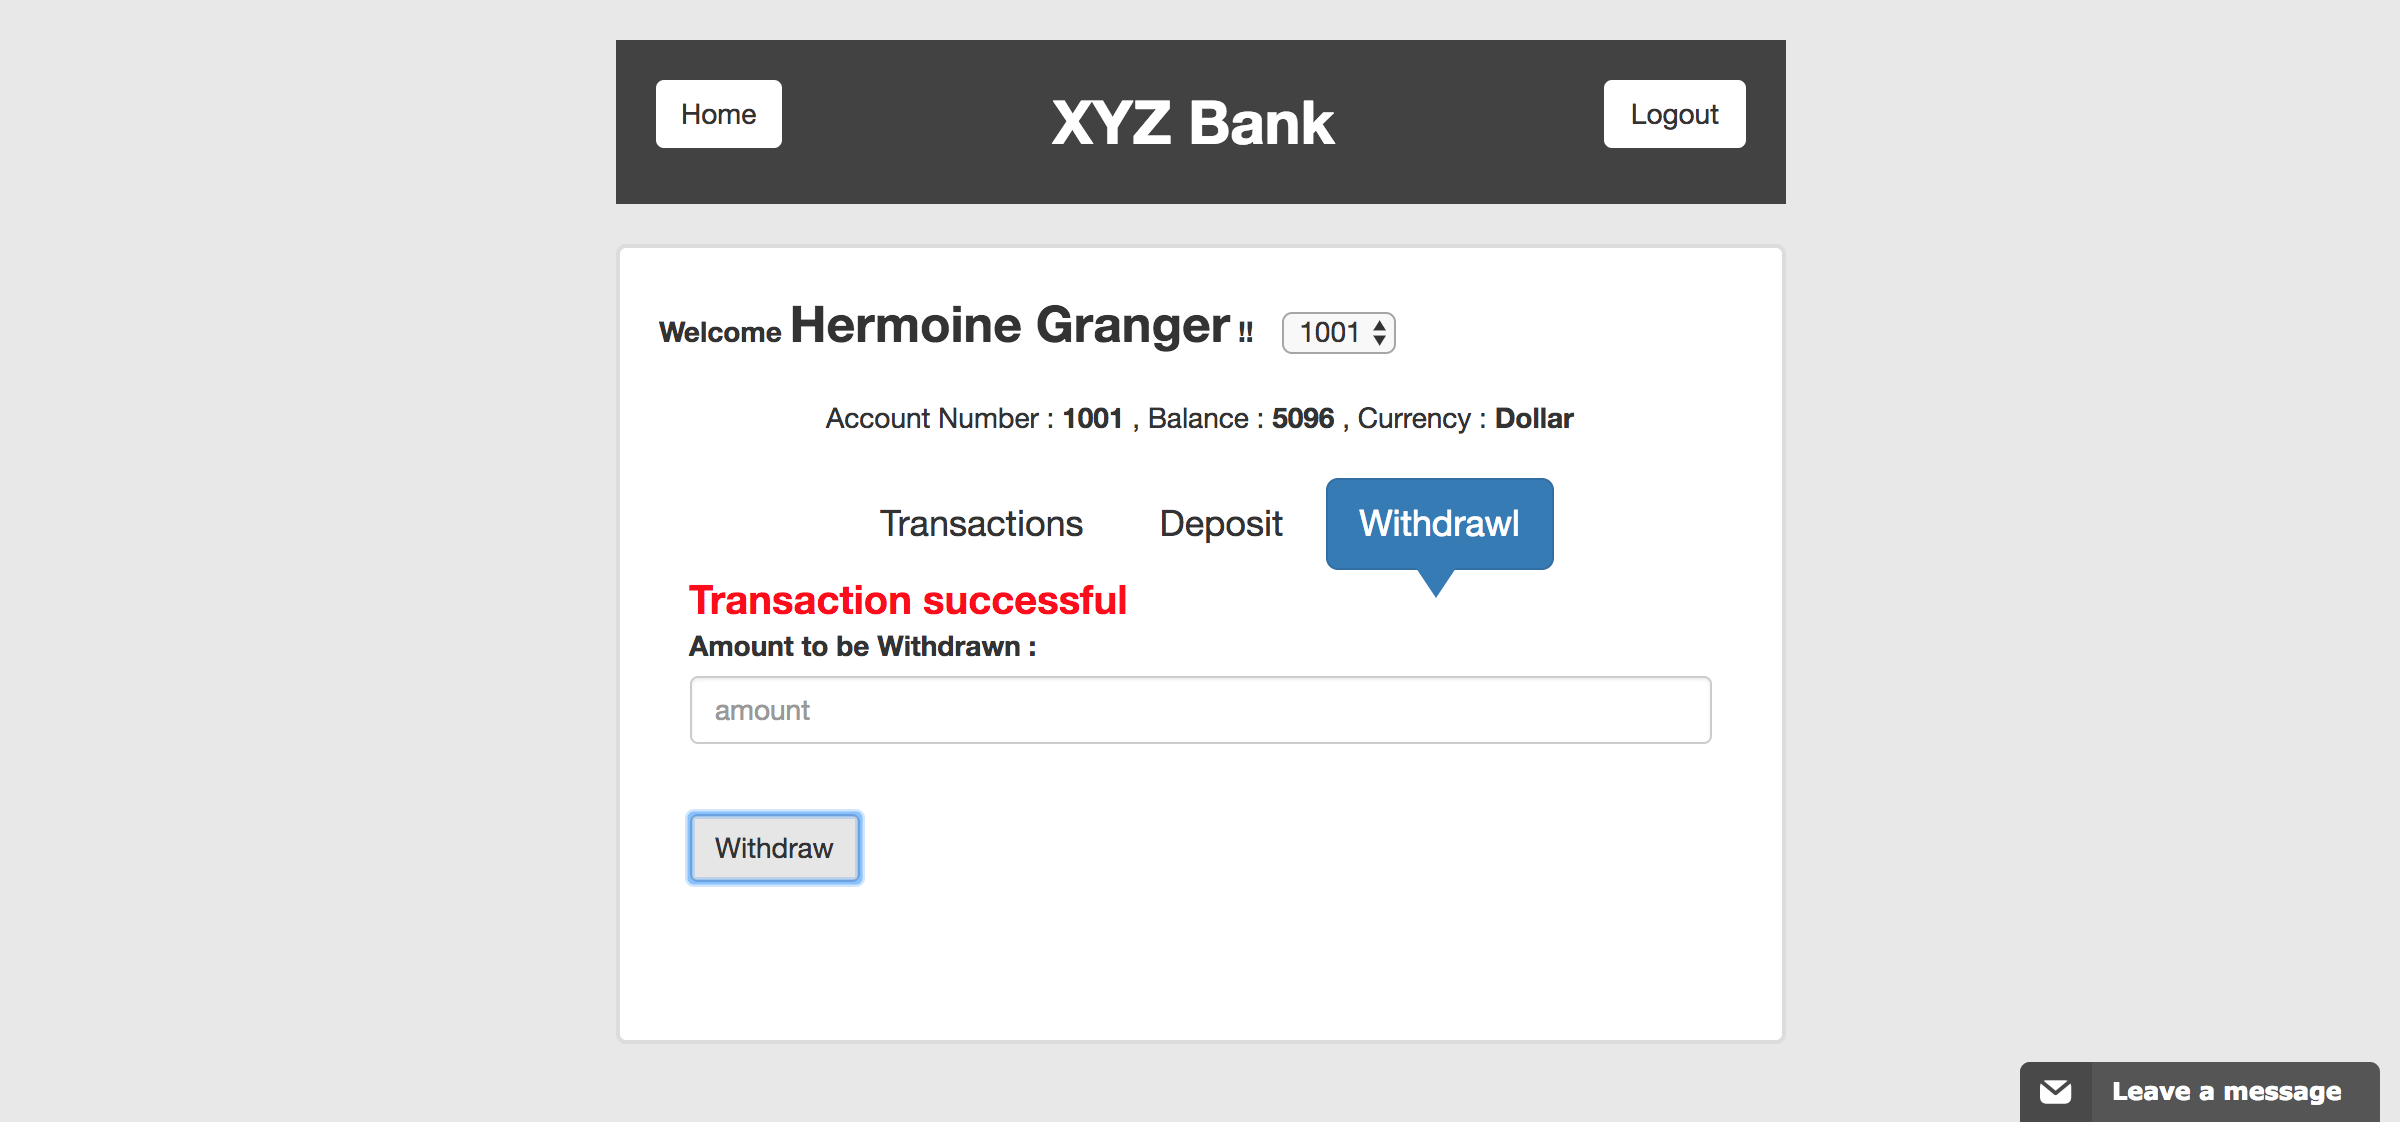 Home
XYZ Bank
Logout
Welcome Hermoine Granger !! 1001
Account Number : 1001 , Balance : 5096 , Currency : Dollar
Transactions
Deposit
Withdrawl
Transaction successful
Amount to be Withdrawn :
amount
Withdraw
Leave a message